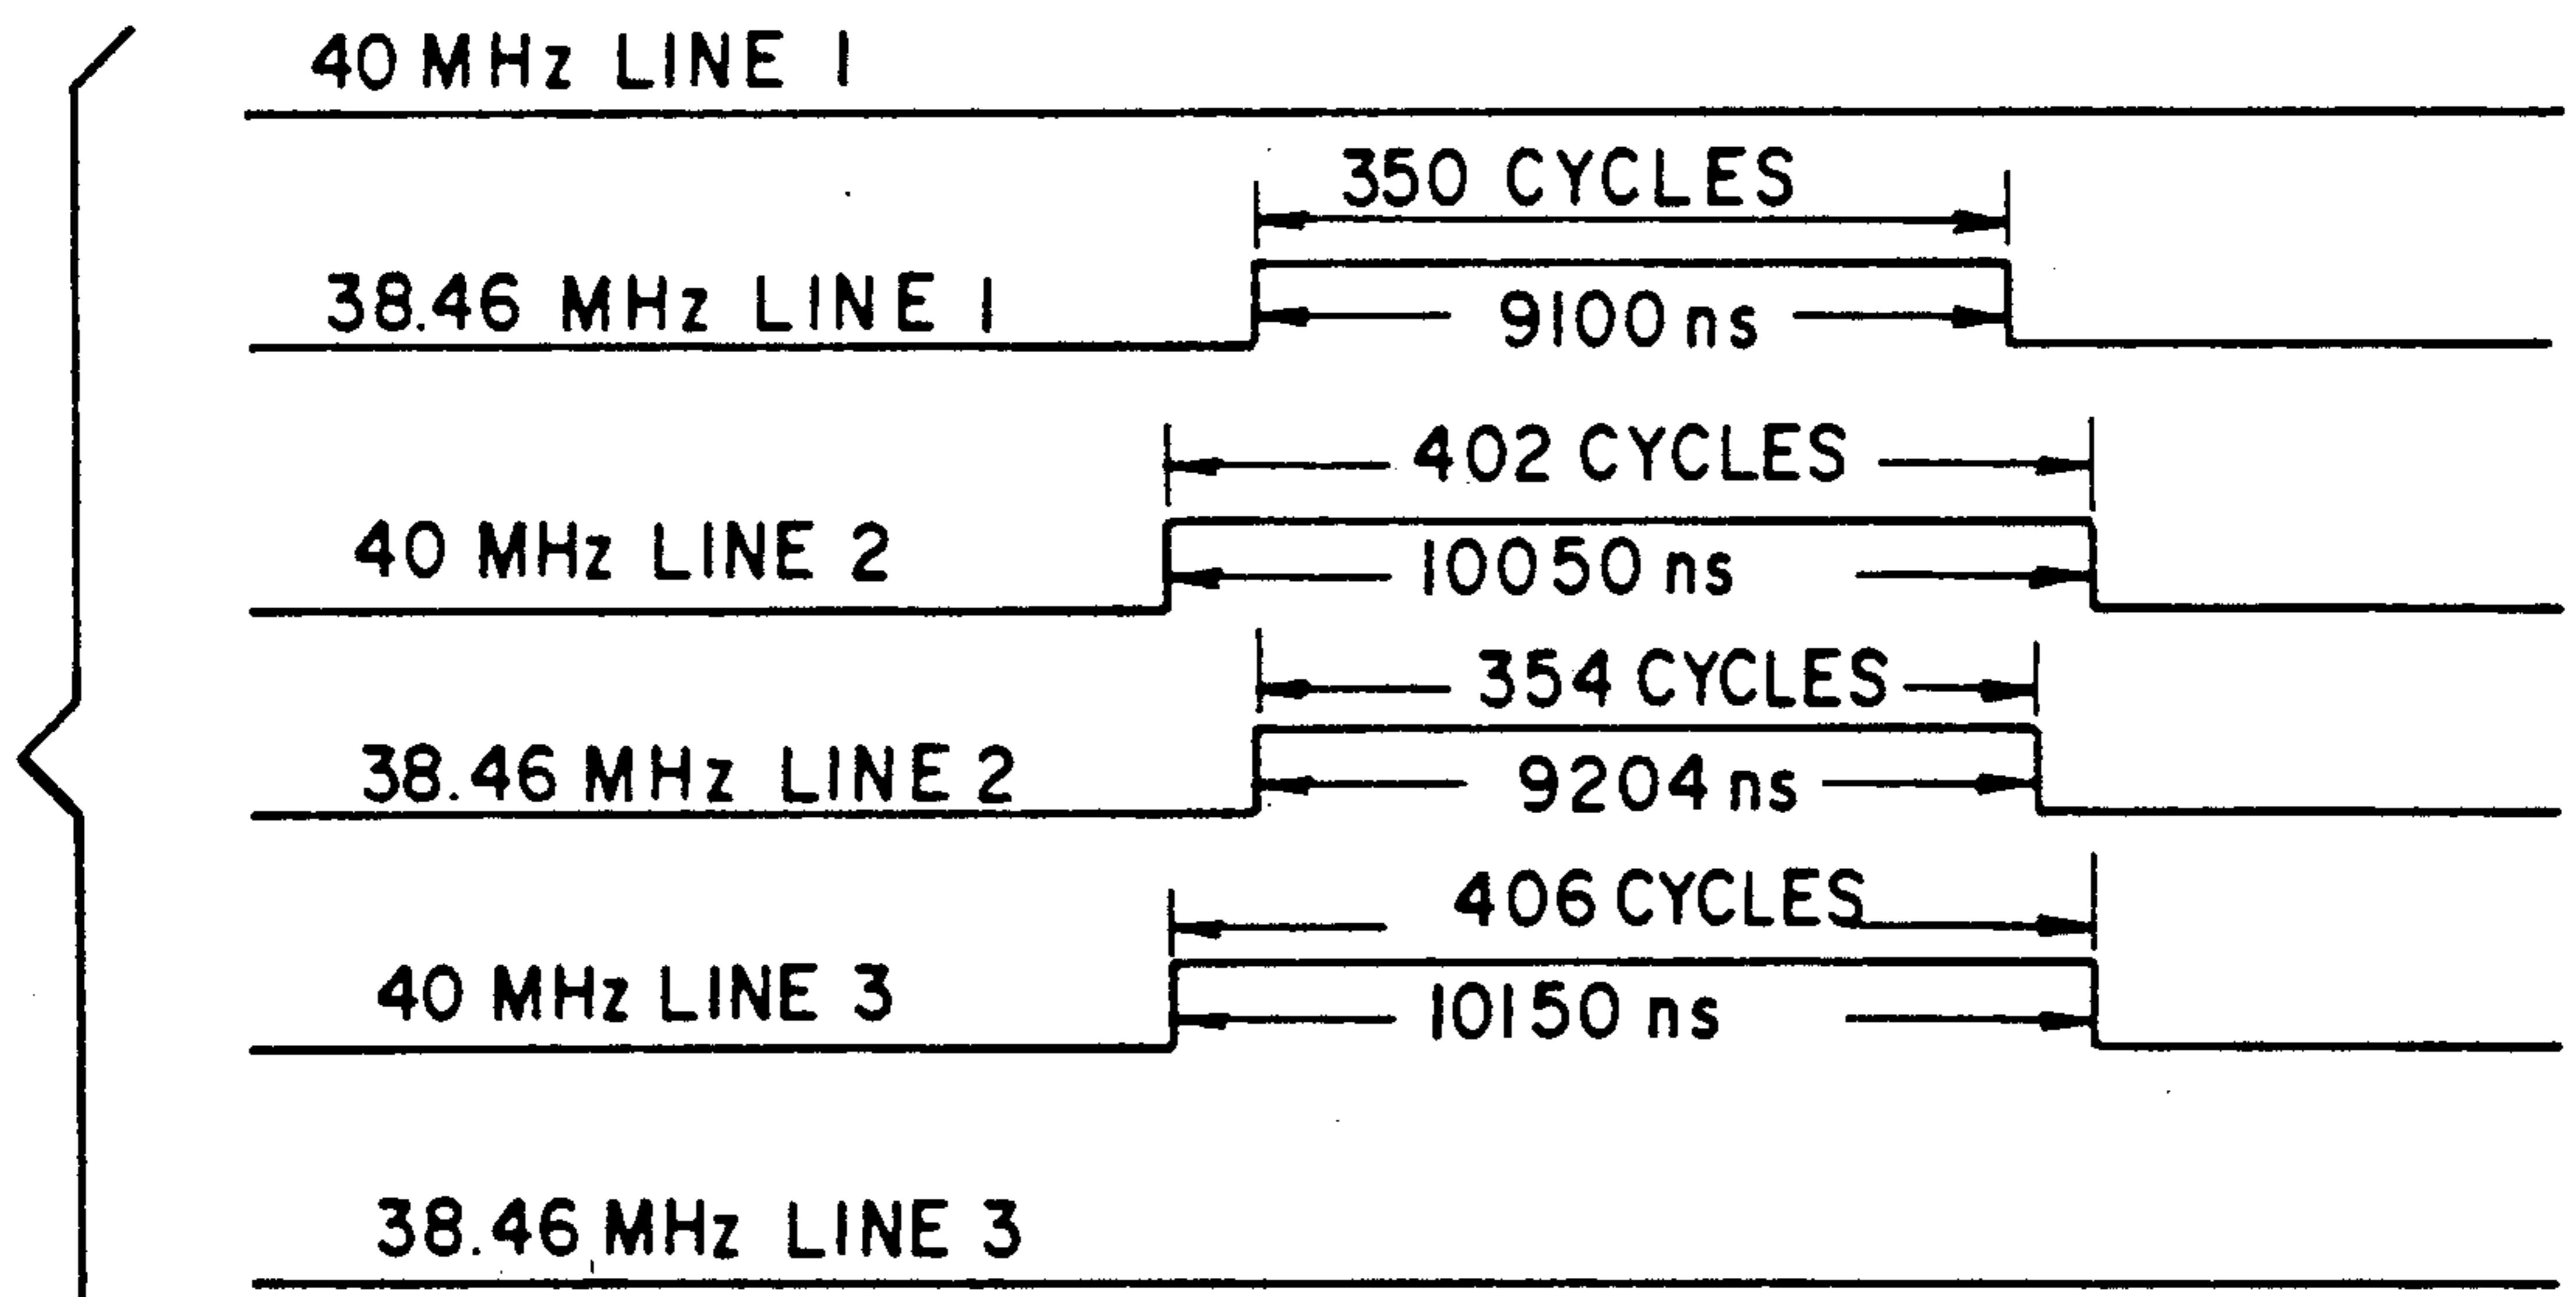 40 MHz LINE 1
350 CYCLES
38.46 MHz LINE 1
9100 ns
402 CYCLES
40 MHz LINE 2
10050 ns
354 CYCLES
38.46 MHz LINE 2
9204 ns
406 CYCLES
40 MHz LINE 3
10150 ns
38.46 MHz LINE 3